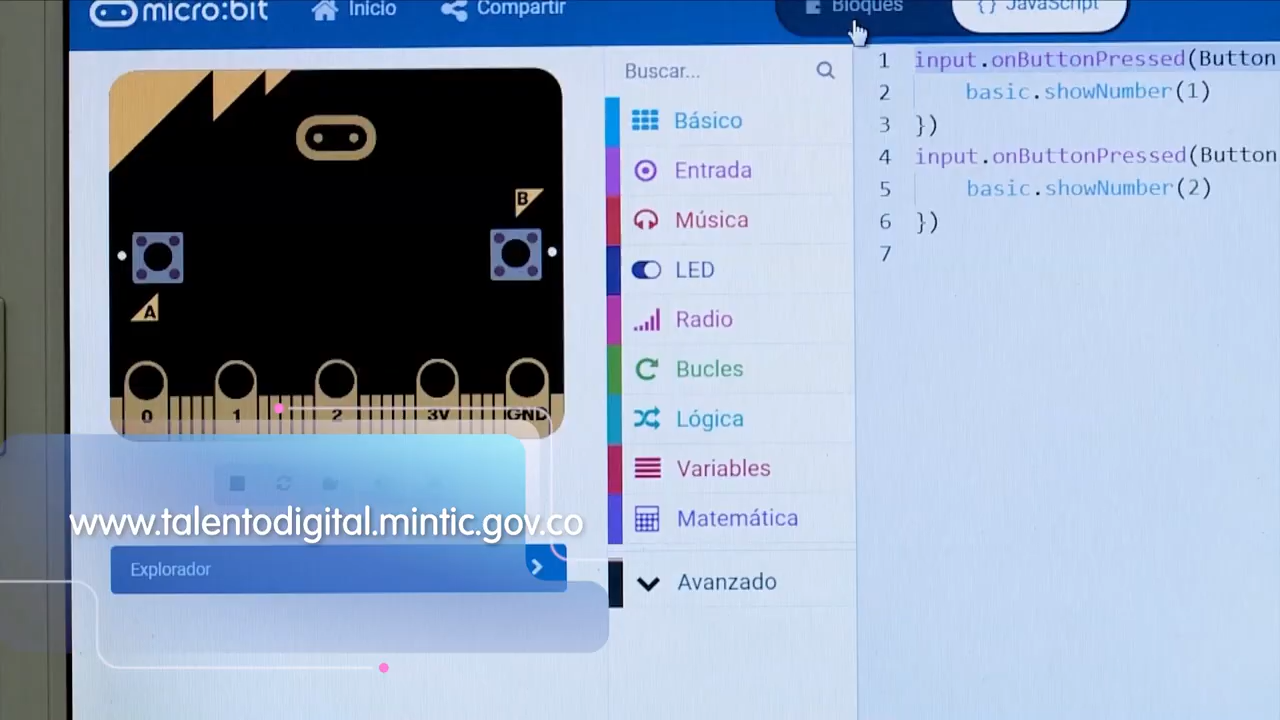 micro:bit
Inicio
Compartir
Bloques
{} JavaScript
Buscar...
Básico
Entrada
Música
LED
Radio
Bucles
Lógica
Variables
Matemática
Avanzado
1 input.onButtonPressed(Button
2 basic.showNumber(1)
3 })
4 input.onButtonPressed(Button
5 basic.showNumber(2)
6 })
7
B
A
0 1 2 3V GND
www.talentodigital.mintic.gov.co
Explorador